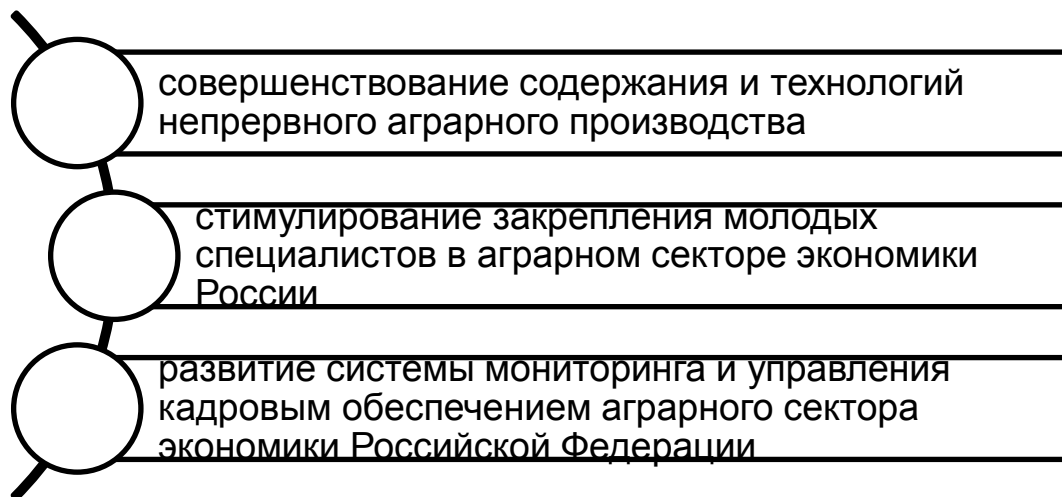 совершенствование содержания и технологий
непрервного аграрного производства
стимулирование закрепления молодых
специалистов в аграрном секторе экономики
России
развитие системы мониторинга и управления
кадровым обеспечением аграрного сектора
экономики Российской Федерации